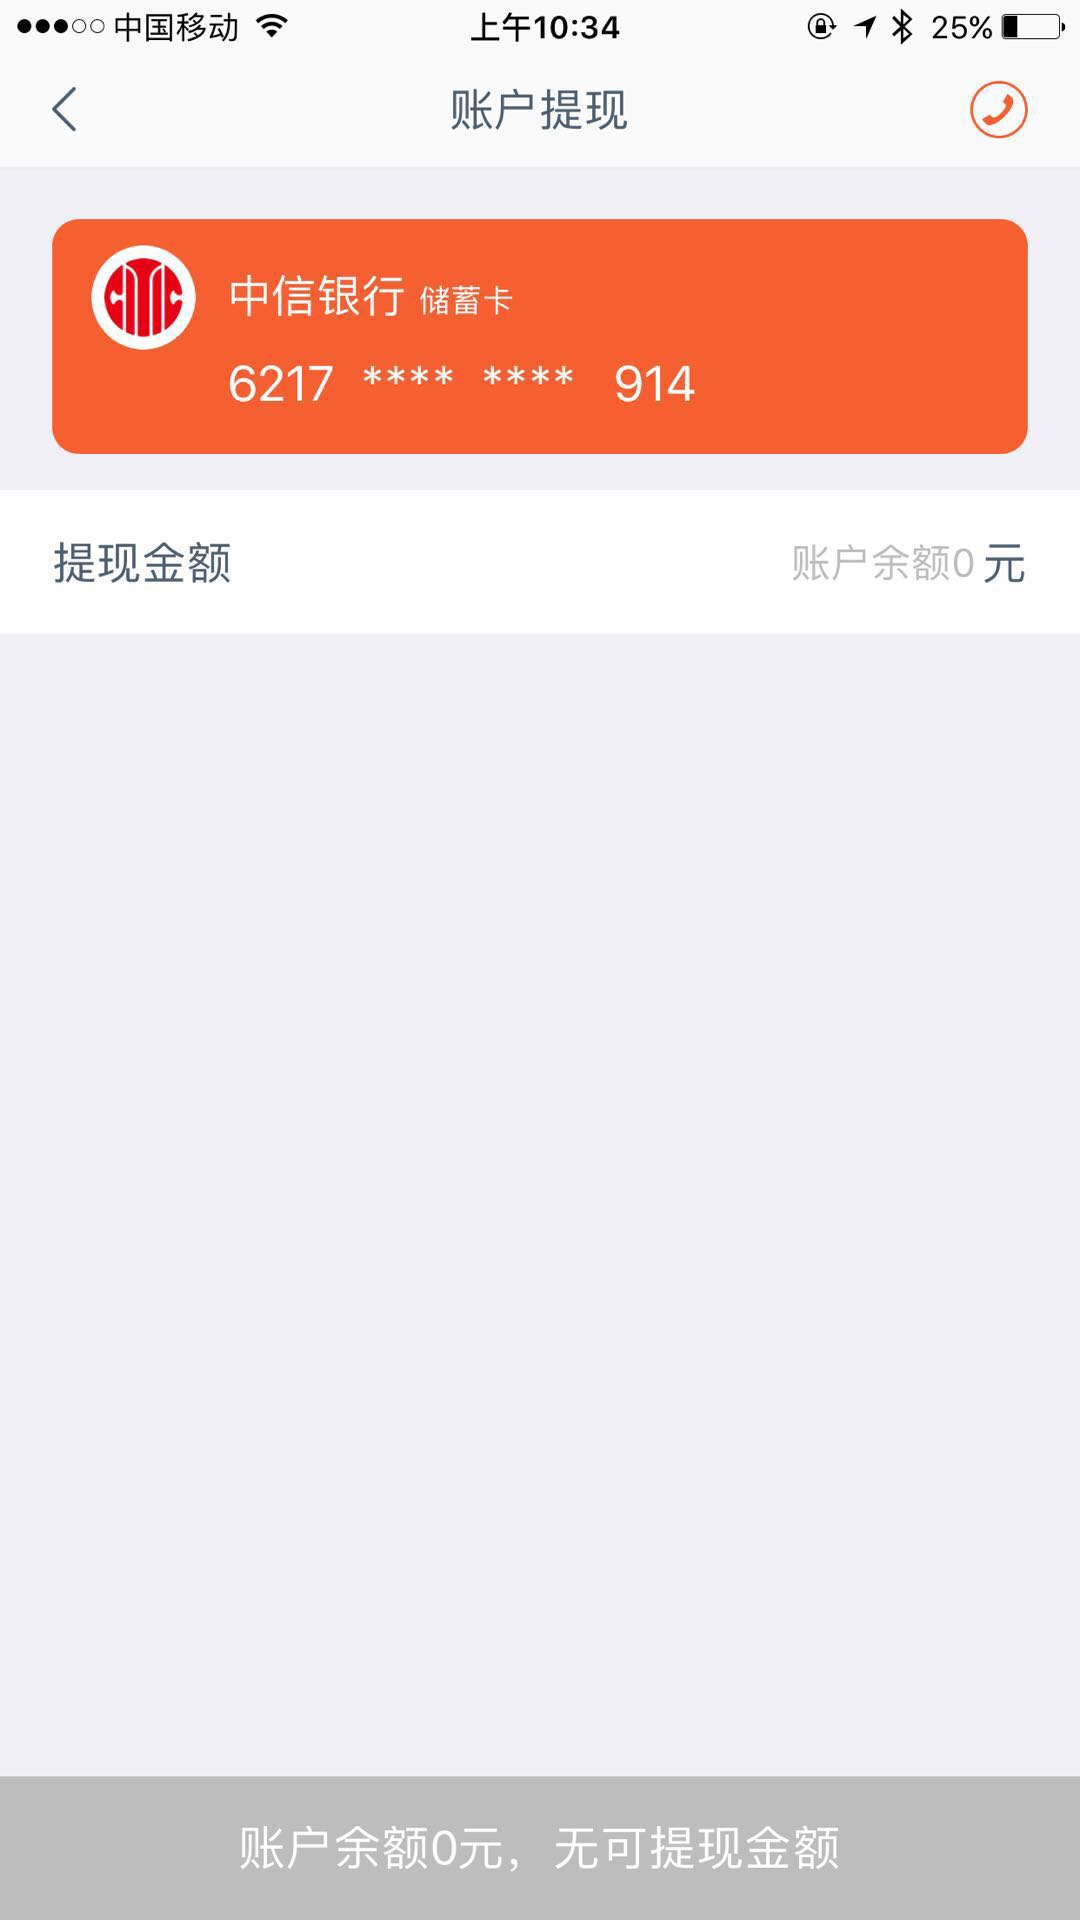 中国移动 上午10:34 25%
账户提现
中信银行 储蓄卡
6217 **** **** 914
提现金额 账户余额0 元
账户余额0元，无可提现金额